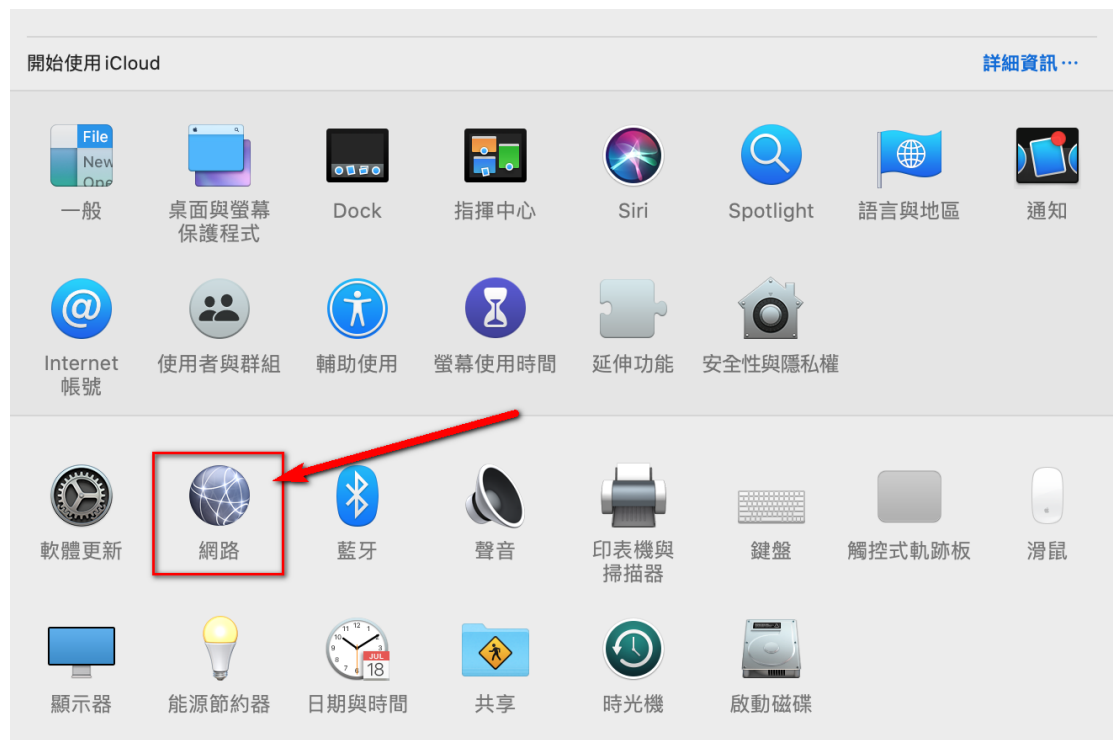 開始使用 iCloud
詳細資訊…
File
New
Ope
一般
桌面與螢幕
保護程式
Dock
指揮中心
Siri
Spotlight
語言與地區
通知
Internet
帳號
使用者與群組
輔助使用
螢幕使用時間
延伸功能
安全性與隱私權
軟體更新
網路
藍牙
聲音
印表機與
掃描器
鍵盤
觸控式軌跡板
滑鼠
JUL
18
顯示器
能源節約器
日期與時間
共享
時光機
啟動磁碟